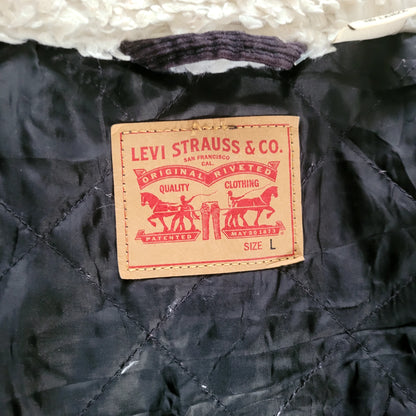 LEVI STRAUSS & CO.
SAN FRANCISCO
CAL.
ORIGINAL RIVETED
QUALITY CLOTHING
PATENTED MAY 20 1873
SIZE L